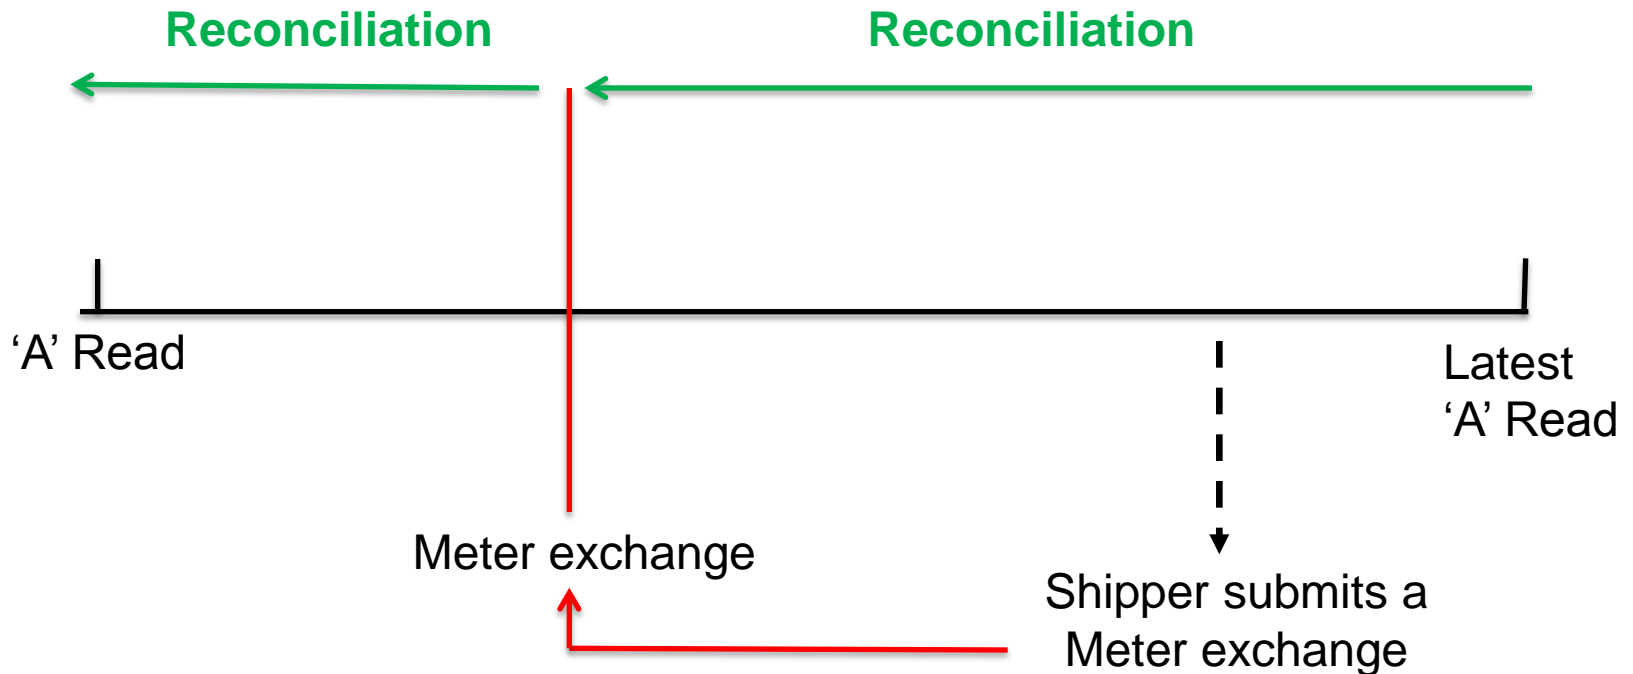 Reconciliation
Reconciliation
‘A’ Read
Latest
‘A’ Read
Meter exchange
Shipper submits a
Meter exchange